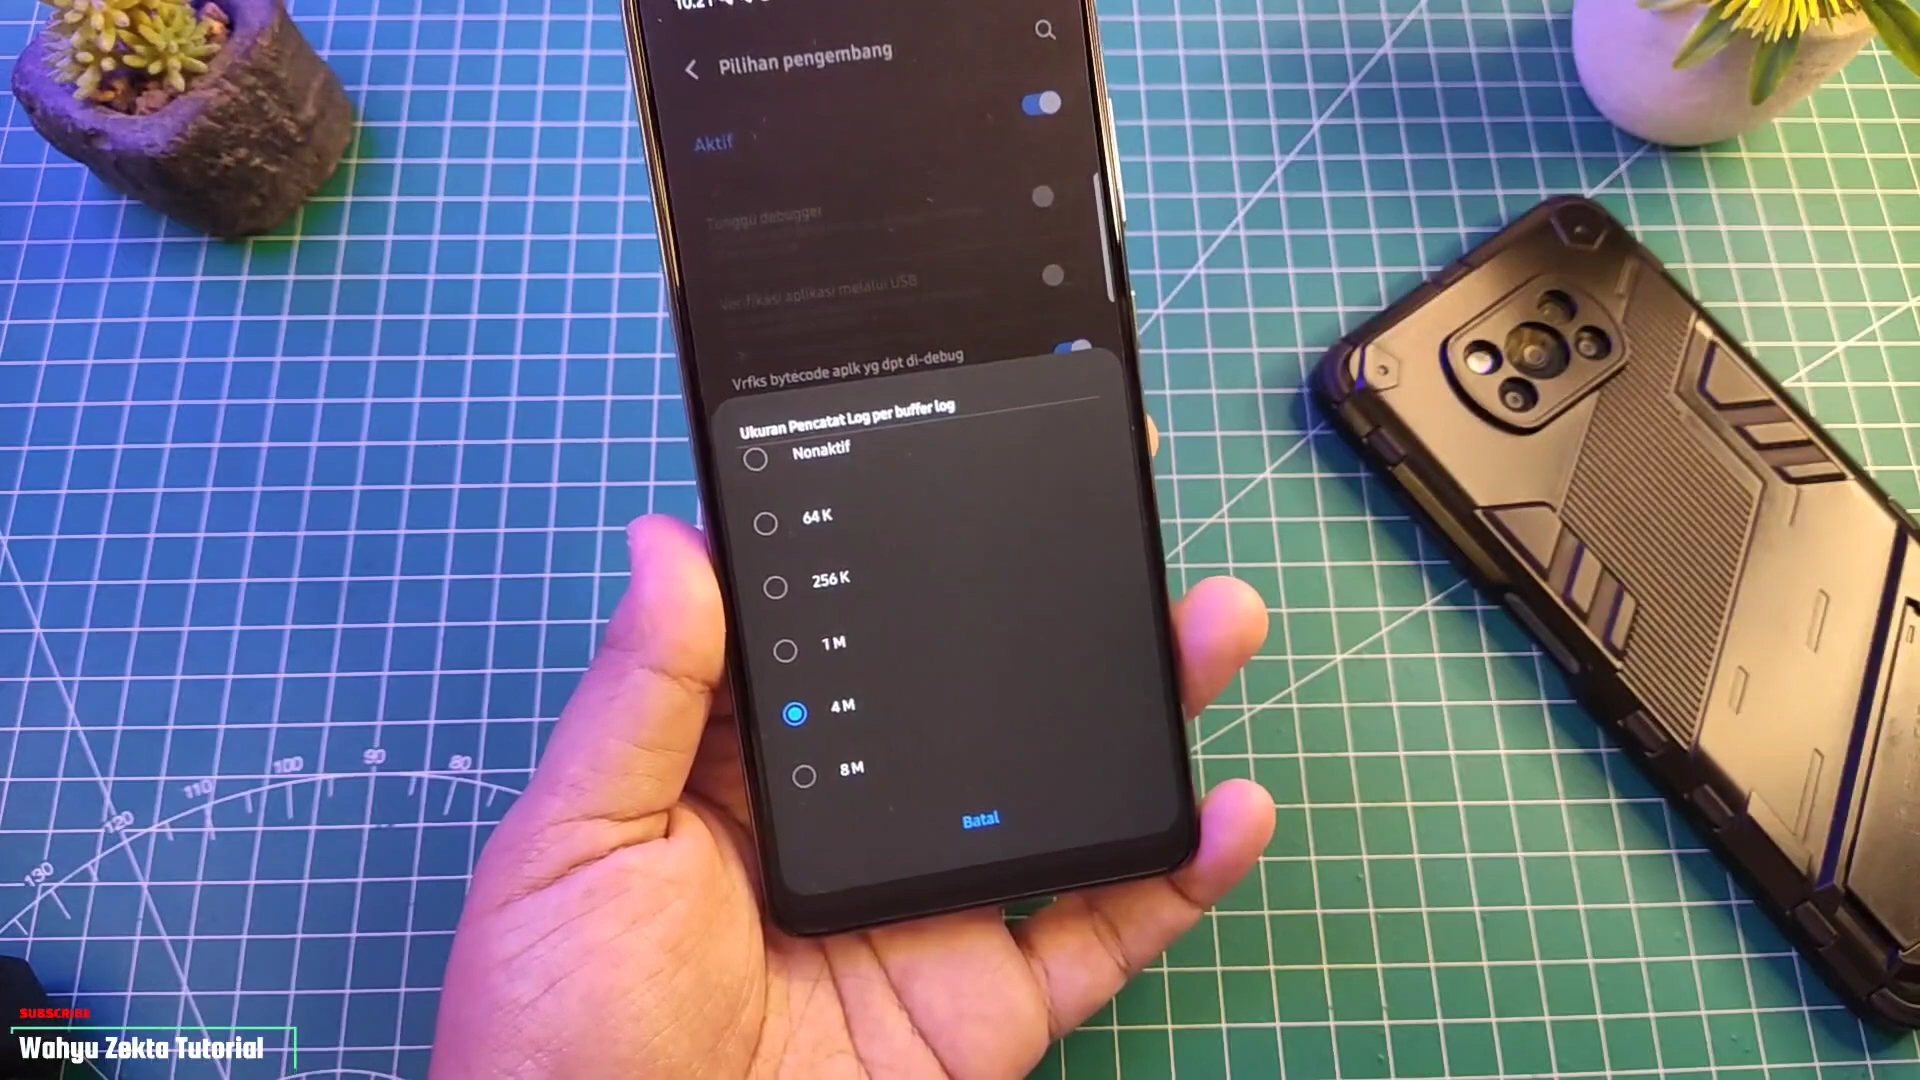 10.21
Pilihan pengembang
Aktif
Tunggu debugger
Verifikasi aplikasi melalui USB
Vrfks bytecode aplk yg dpt di-debug
Ukuran Pencatat Log per buffer log
Nonaktif
64 K
256 K
1 M
4 M
8 M
Batal
80
90
100
110
120
130
SUBSCRIBE
Wahyu Zekta Tutorial